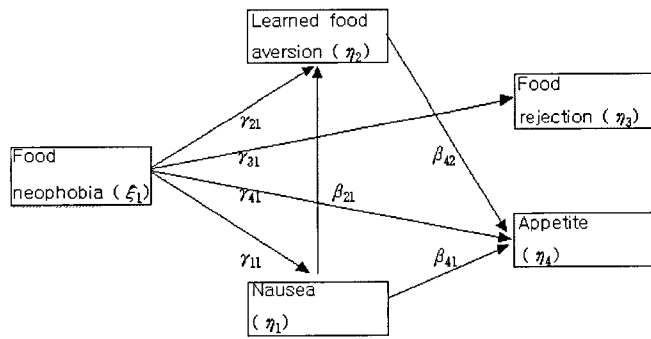 Learned food
aversion ( η₂)
Food
rejection ( η₃)
γ₂₁
γ₃₁
β₄₂
Food
neophobia ( ξ₁)
γ₄₁
β₂₁
Appetite
( η₄)
γ₁₁
β₄₁
Nausea
( η₁)